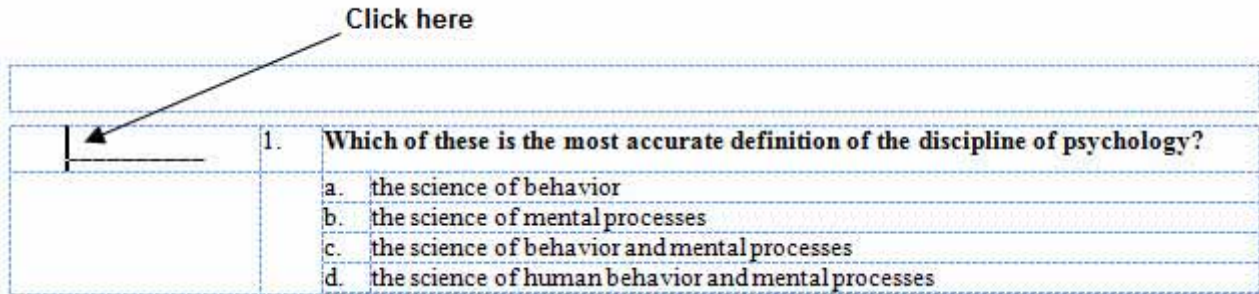 Click here
1. Which of these is the most accurate definition of the discipline of psychology?
a. the science of behavior
b. the science of mental processes
c. the science of behavior and mental processes
d. the science of human behavior and mental processes